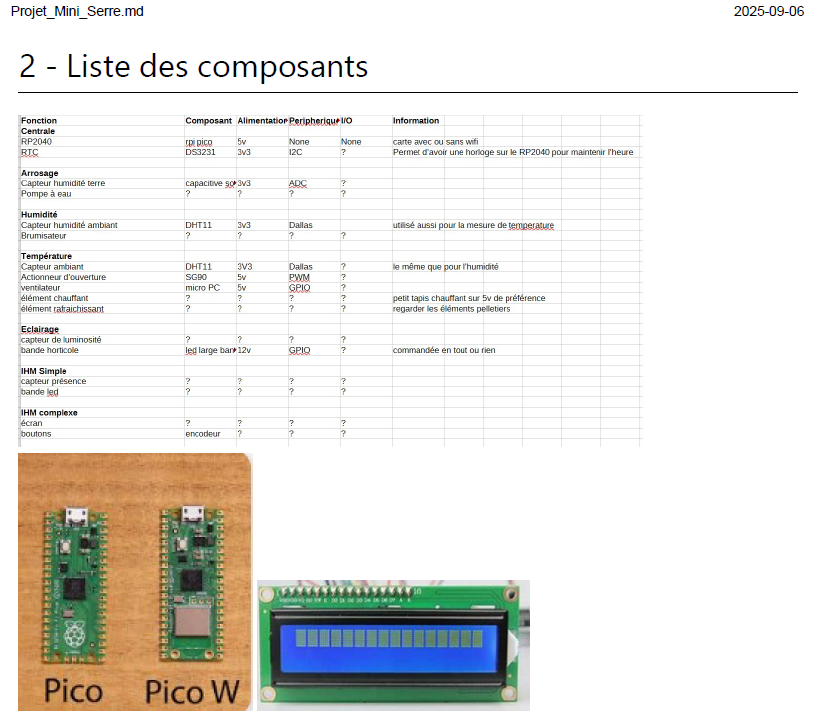 Projet_Mini_Serre.md 2025-09-06
2 - Liste des composants
Fonction Composant Alimentation Peripherique I/O Information
Centrale
RP2040 rpi pico 5v None None carte avec ou sans wifi
RTC DS3231 3v3 I2C ? Permet d'avoir une horloge sur le RP2040 pour maintenir l'heure
Arrosage
Capteur humidité terre capacitive 3v3 ADC ?
Pompe à eau ? ? ? ?
Humidité
Capteur humidité ambiant DHT11 3v3 Dallas utilisé aussi pour la mesure de temperature
Brumisateur ? ? ? ?
Température
Capteur ambiant DHT11 3V3 Dallas ? le même que pour l'humidité
Actionneur d'ouverture SG90 5v PWM ?
ventilateur micro PC 5v GPIO ?
élément chauffant ? ? ? ? petit tapis chauffant sur 5v de préférence
élément rafraichissant ? ? ? ? regarder les éléments pelletiers
Eclairage
capteur de luminosité ? ? ? ?
bande horticole led large 12v GPIO ? commandée en tout ou rien
IHM Simple
capteur présence ? ? ? ?
bande led ? ? ? ?
IHM complexe
écran ? ? ? ?
boutons encodeur ? ? ?
Pico Pico W